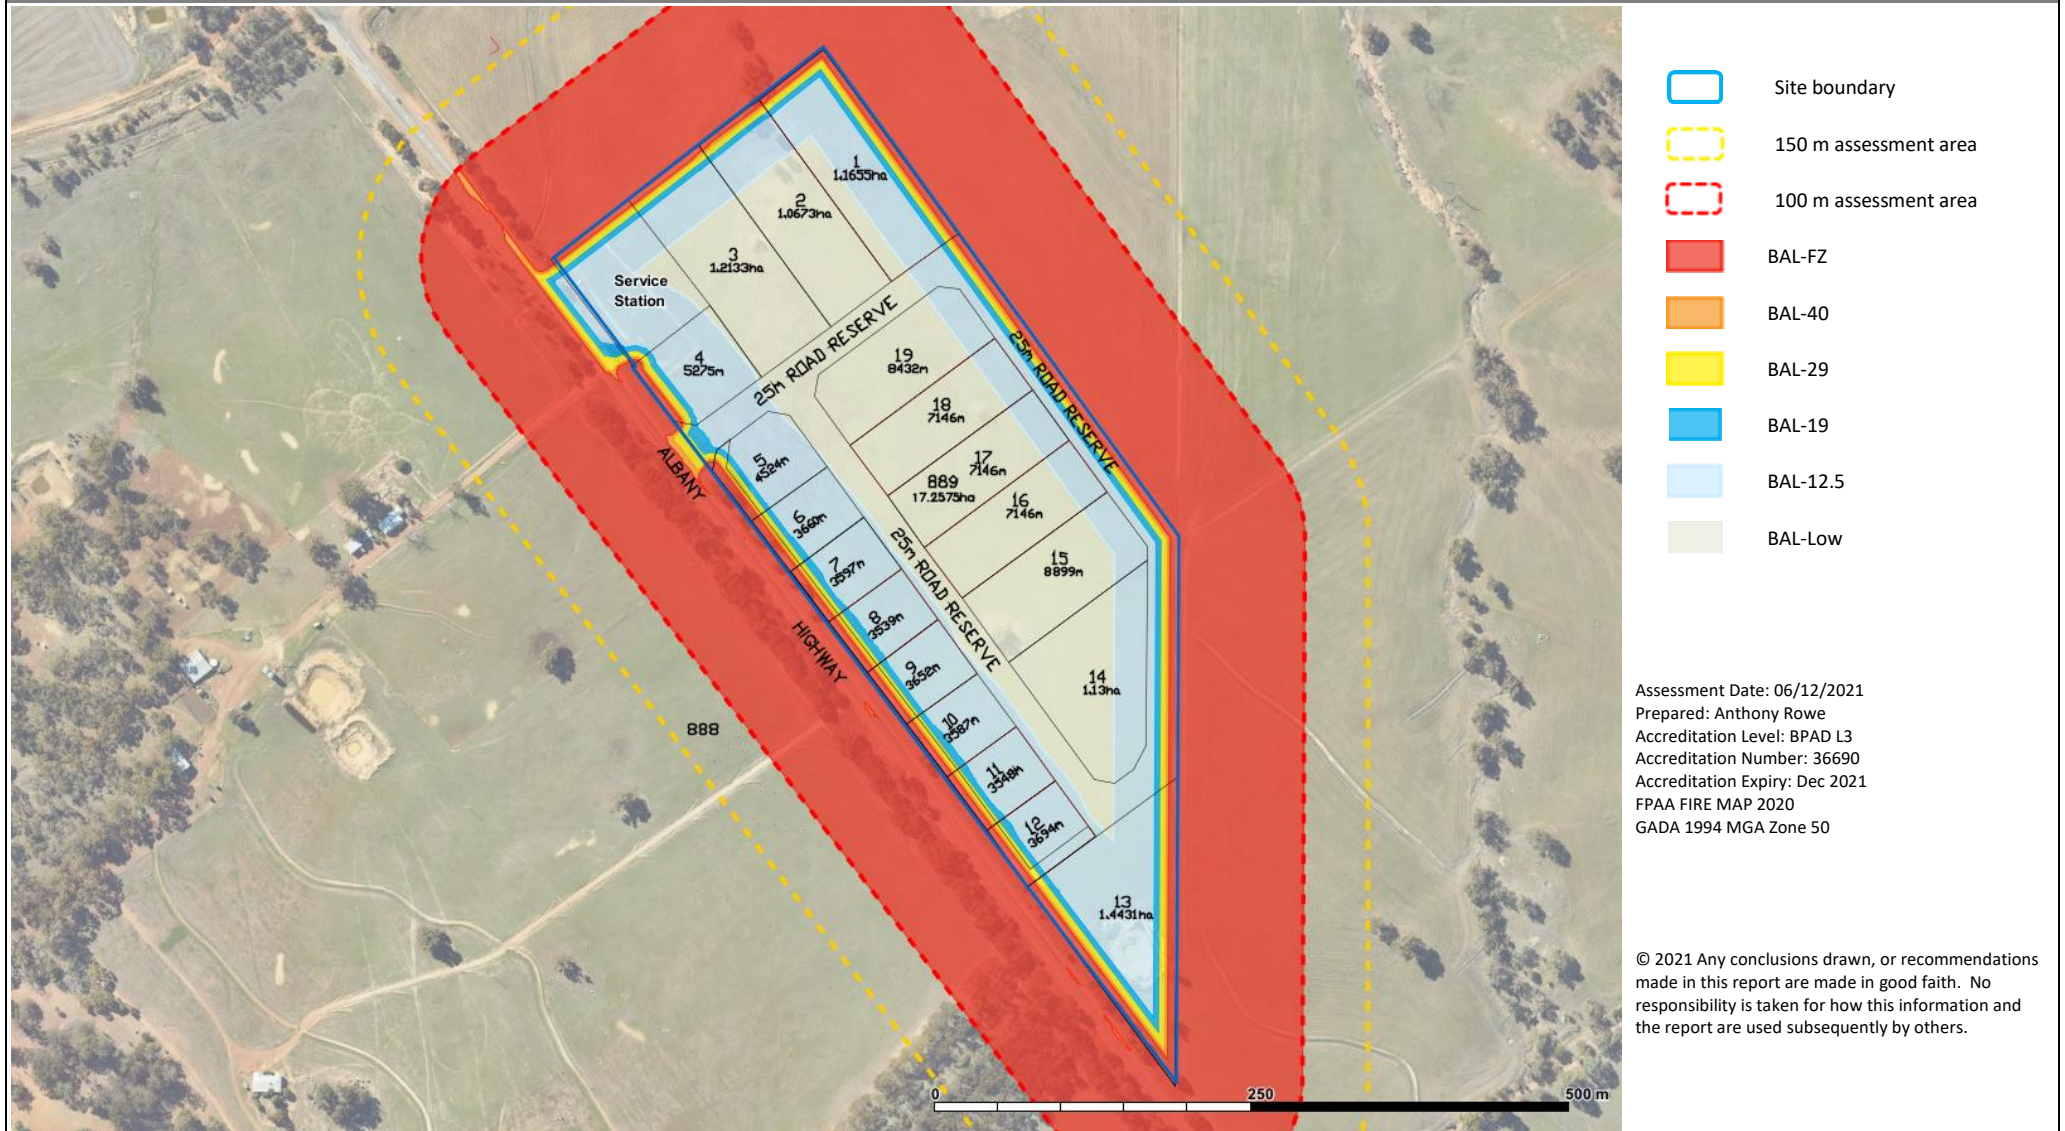 1
1.1655ha
2
1.0673ha
3
1.2133ha
Service
Station
4
5275m
25m ROAD RESERVE
19
8432m
25m ROAD RESERVE
18
7146m
17
7146m
889
17.2575ha
16
7146m
15
8899m
14
1.13ha
25m ROAD RESERVE
5
4524m
6
3660m
7
3597m
8
3539m
9
3652m
10
3587m
11
3548m
12
3694m
13
1.4431ha
ALBANY
HIGHWAY
888
0 250 500 m
Site boundary
150 m assessment area
100 m assessment area
BAL-FZ
BAL-40
BAL-29
BAL-19
BAL-12.5
BAL-Low
Assessment Date: 06/12/2021
Prepared: Anthony Rowe
Accreditation Level: BPAD L3
Accreditation Number: 36690
Accreditation Expiry: Dec 2021
FPAA FIRE MAP 2020
GADA 1994 MGA Zone 50
© 2021 Any conclusions drawn, or recommendations
made in this report are made in good faith. No
responsibility is taken for how this information and
the report are used subsequently by others.